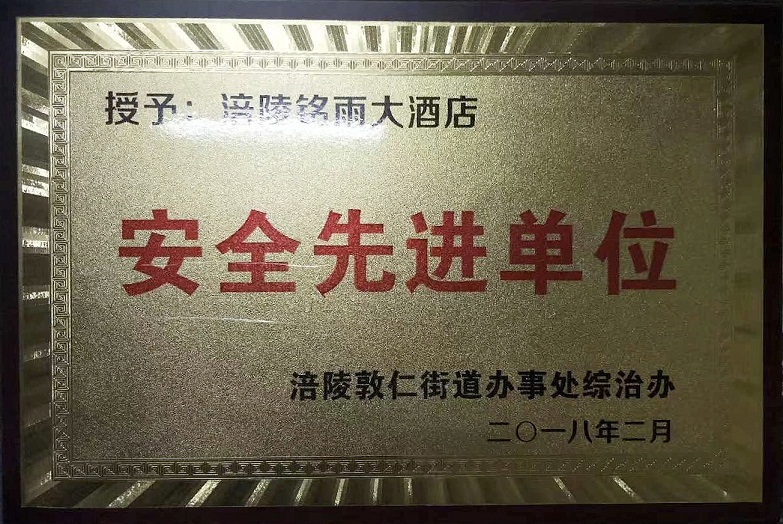 授予：涪陵铭雨大酒店
安全先进单位
涪陵敦仁街道办事处综治办
二〇一八年二月